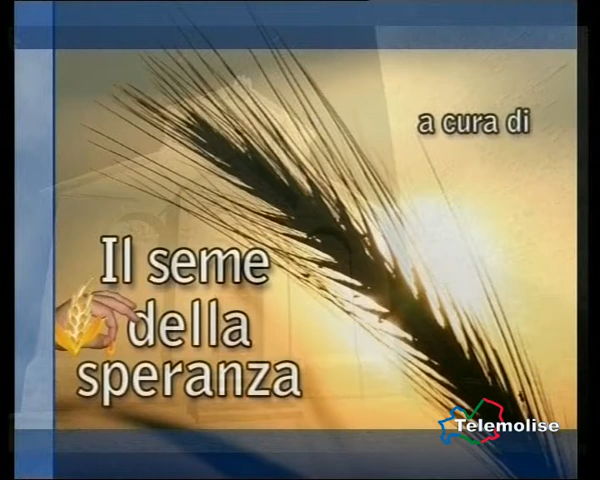 a cura di
Il seme
della
speranza
Telemolise